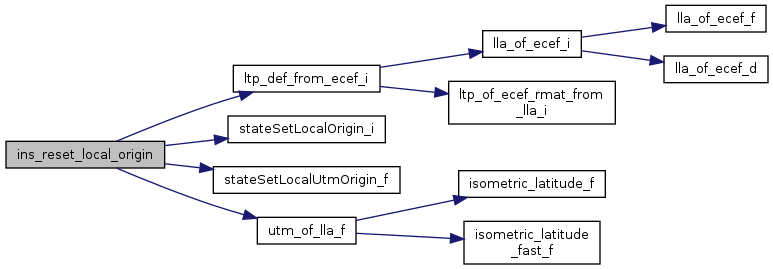 ins_reset_local_origin
ltp_def_from_ecef_i
lla_of_ecef_i
lla_of_ecef_f
lla_of_ecef_d
ltp_of_ecef_rmat_from
_lla_i
stateSetLocalOrigin_i
stateSetLocalUtmOrigin_f
utm_of_lla_f
isometric_latitude_f
isometric_latitude
_fast_f